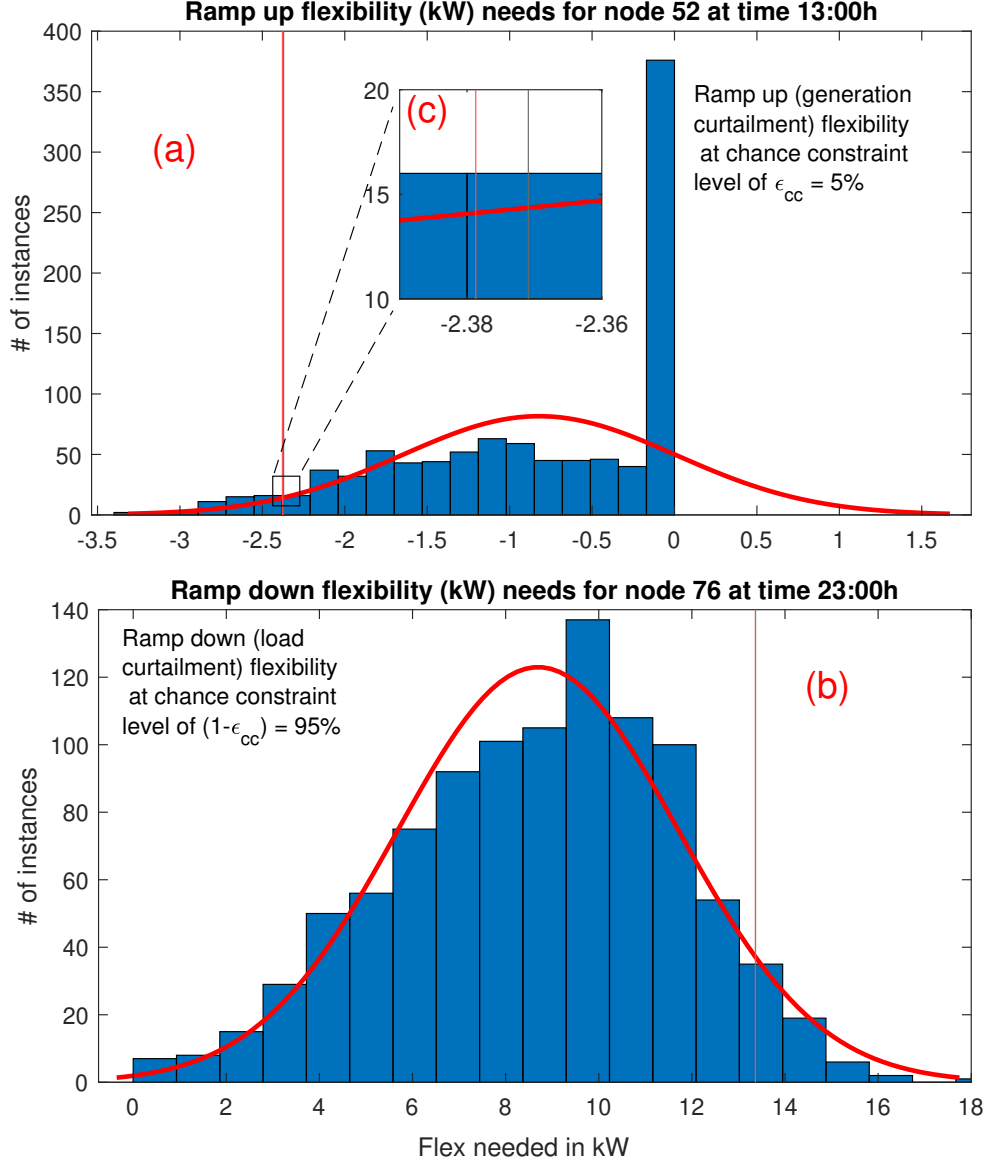 Ramp up flexibility (kW) needs for node 52 at time 13:00h
400
350
300
250
200
150
100
50
0
# of instances
(a)
(c)
20
15
10
-2.38
-2.36
Ramp up (generation
curtailment) flexibility
at chance constraint
level of ϵcc = 5%
-3.5
-3
-2.5
-2
-1.5
-1
-0.5
0
0.5
1
1.5
Ramp down flexibility (kW) needs for node 76 at time 23:00h
140
120
100
80
60
40
20
0
# of instances
Ramp down (load
curtailment) flexibility
at chance constraint
level of (1-ϵcc) = 95%
(b)
0
2
4
6
8
10
12
14
16
18
Flex needed in kW